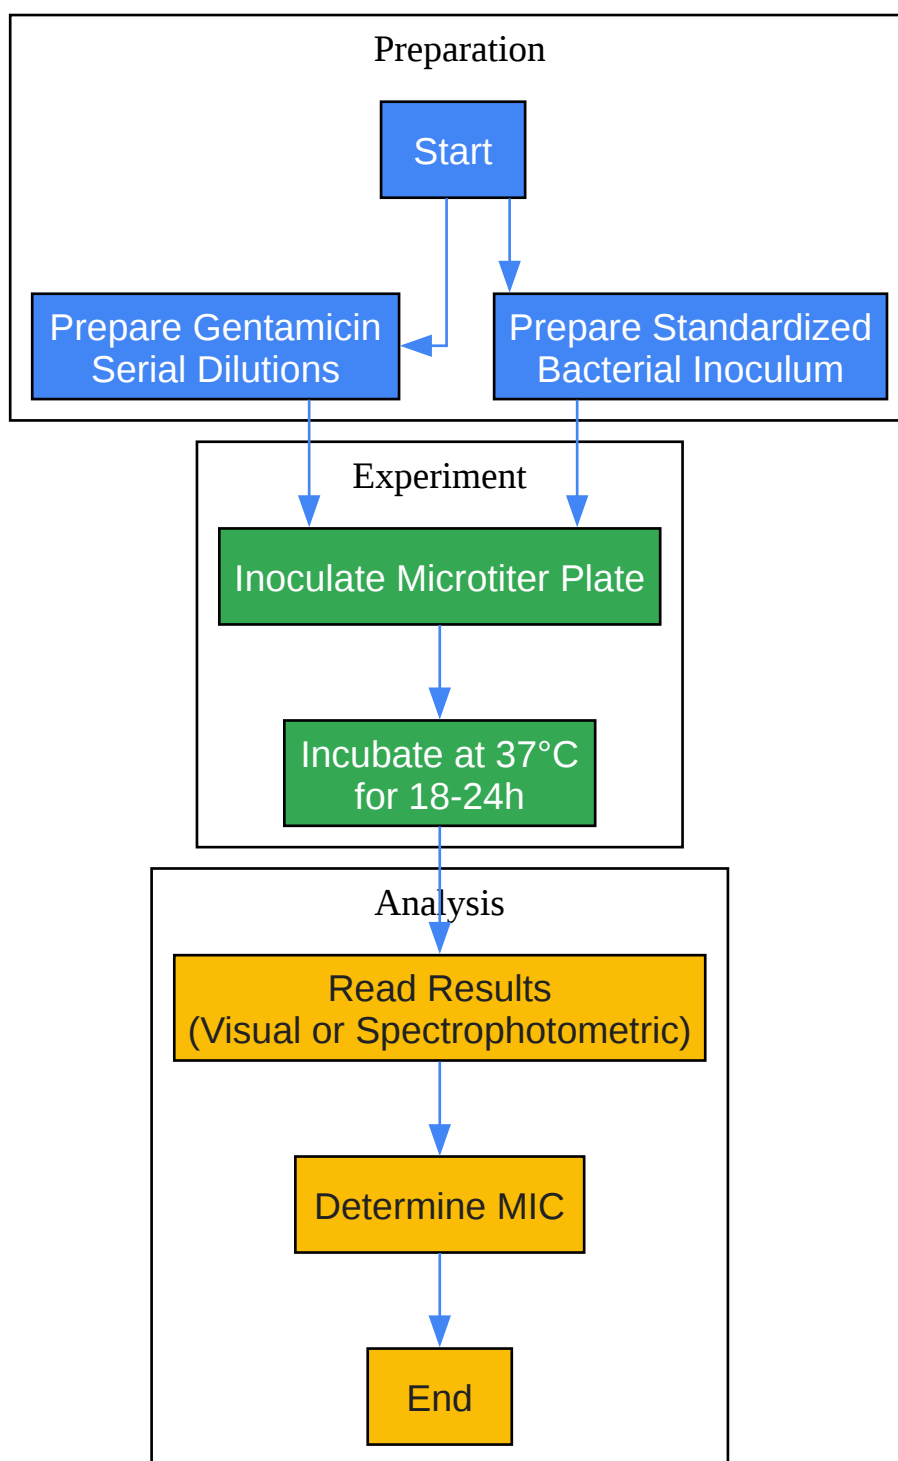 Preparation
Start
Prepare Gentamicin
Serial Dilutions
Prepare Standardized
Bacterial Inoculum
Experiment
Inoculate Microtiter Plate
Incubate at 37°C
for 18-24h
Analysis
Read Results
(Visual or Spectrophotometric)
Determine MIC
End